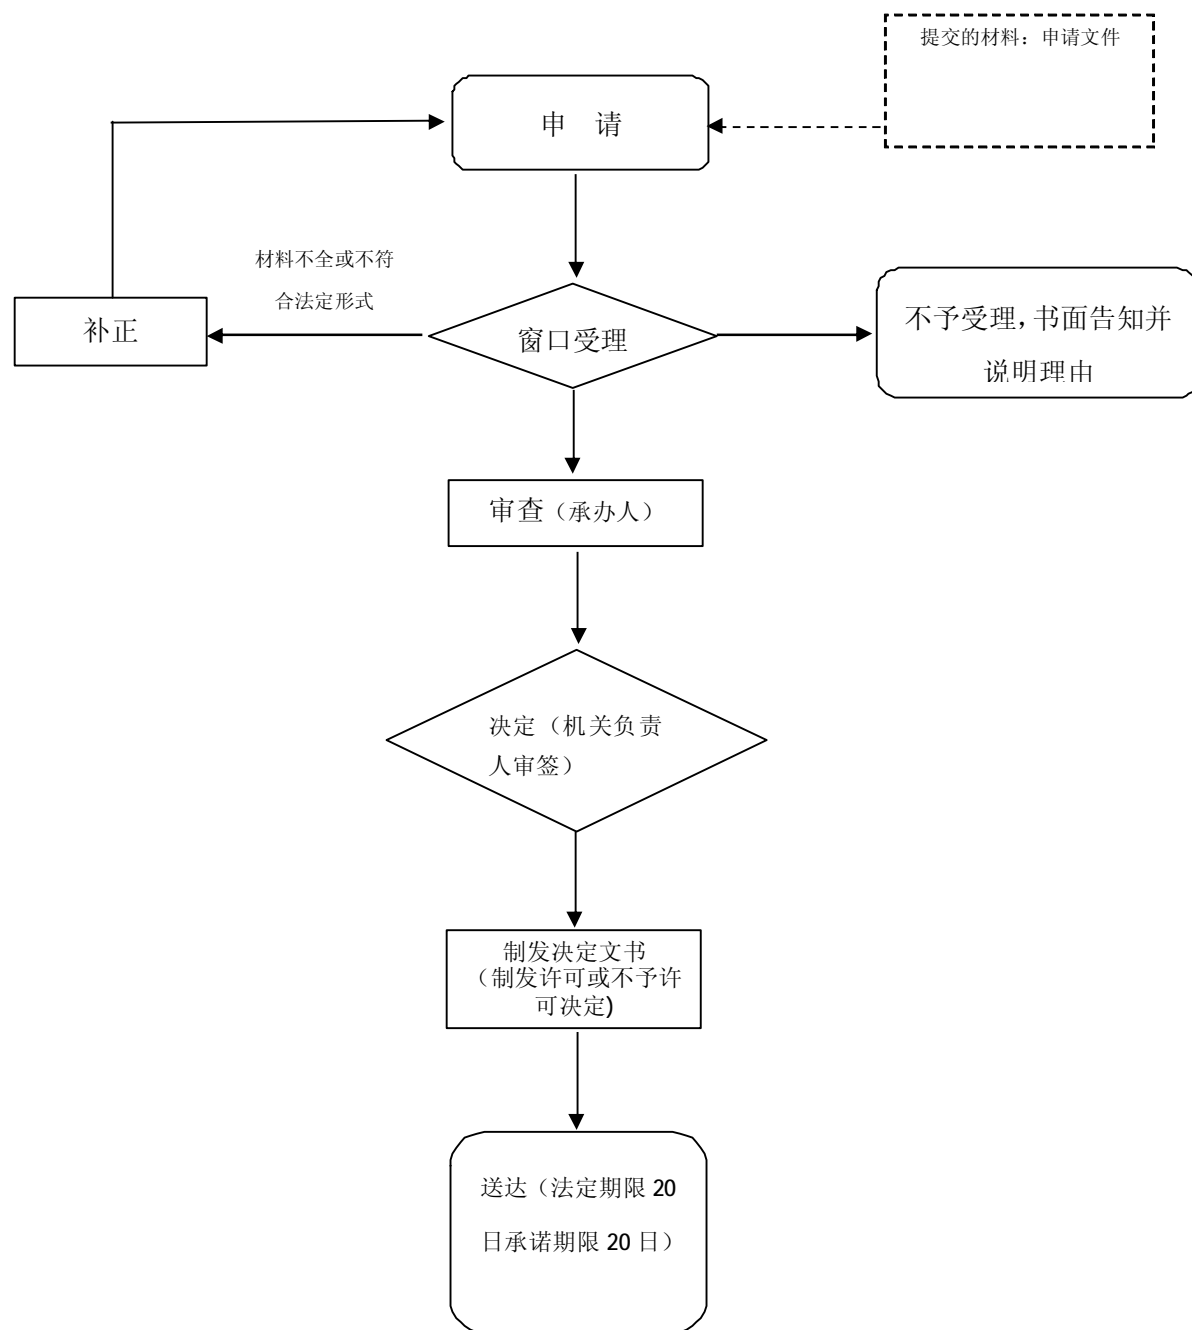 提交的材料：申请文件
申 请
材料不全或不符
合法定形式
补正
窗口受理
不予受理，书面告知并
说明理由
审查（承办人）
决定（机关负责
人审签）
制发决定文书
（制发许可或不予许
可决定)
送达（法定期限 20
日承诺期限 20 日）